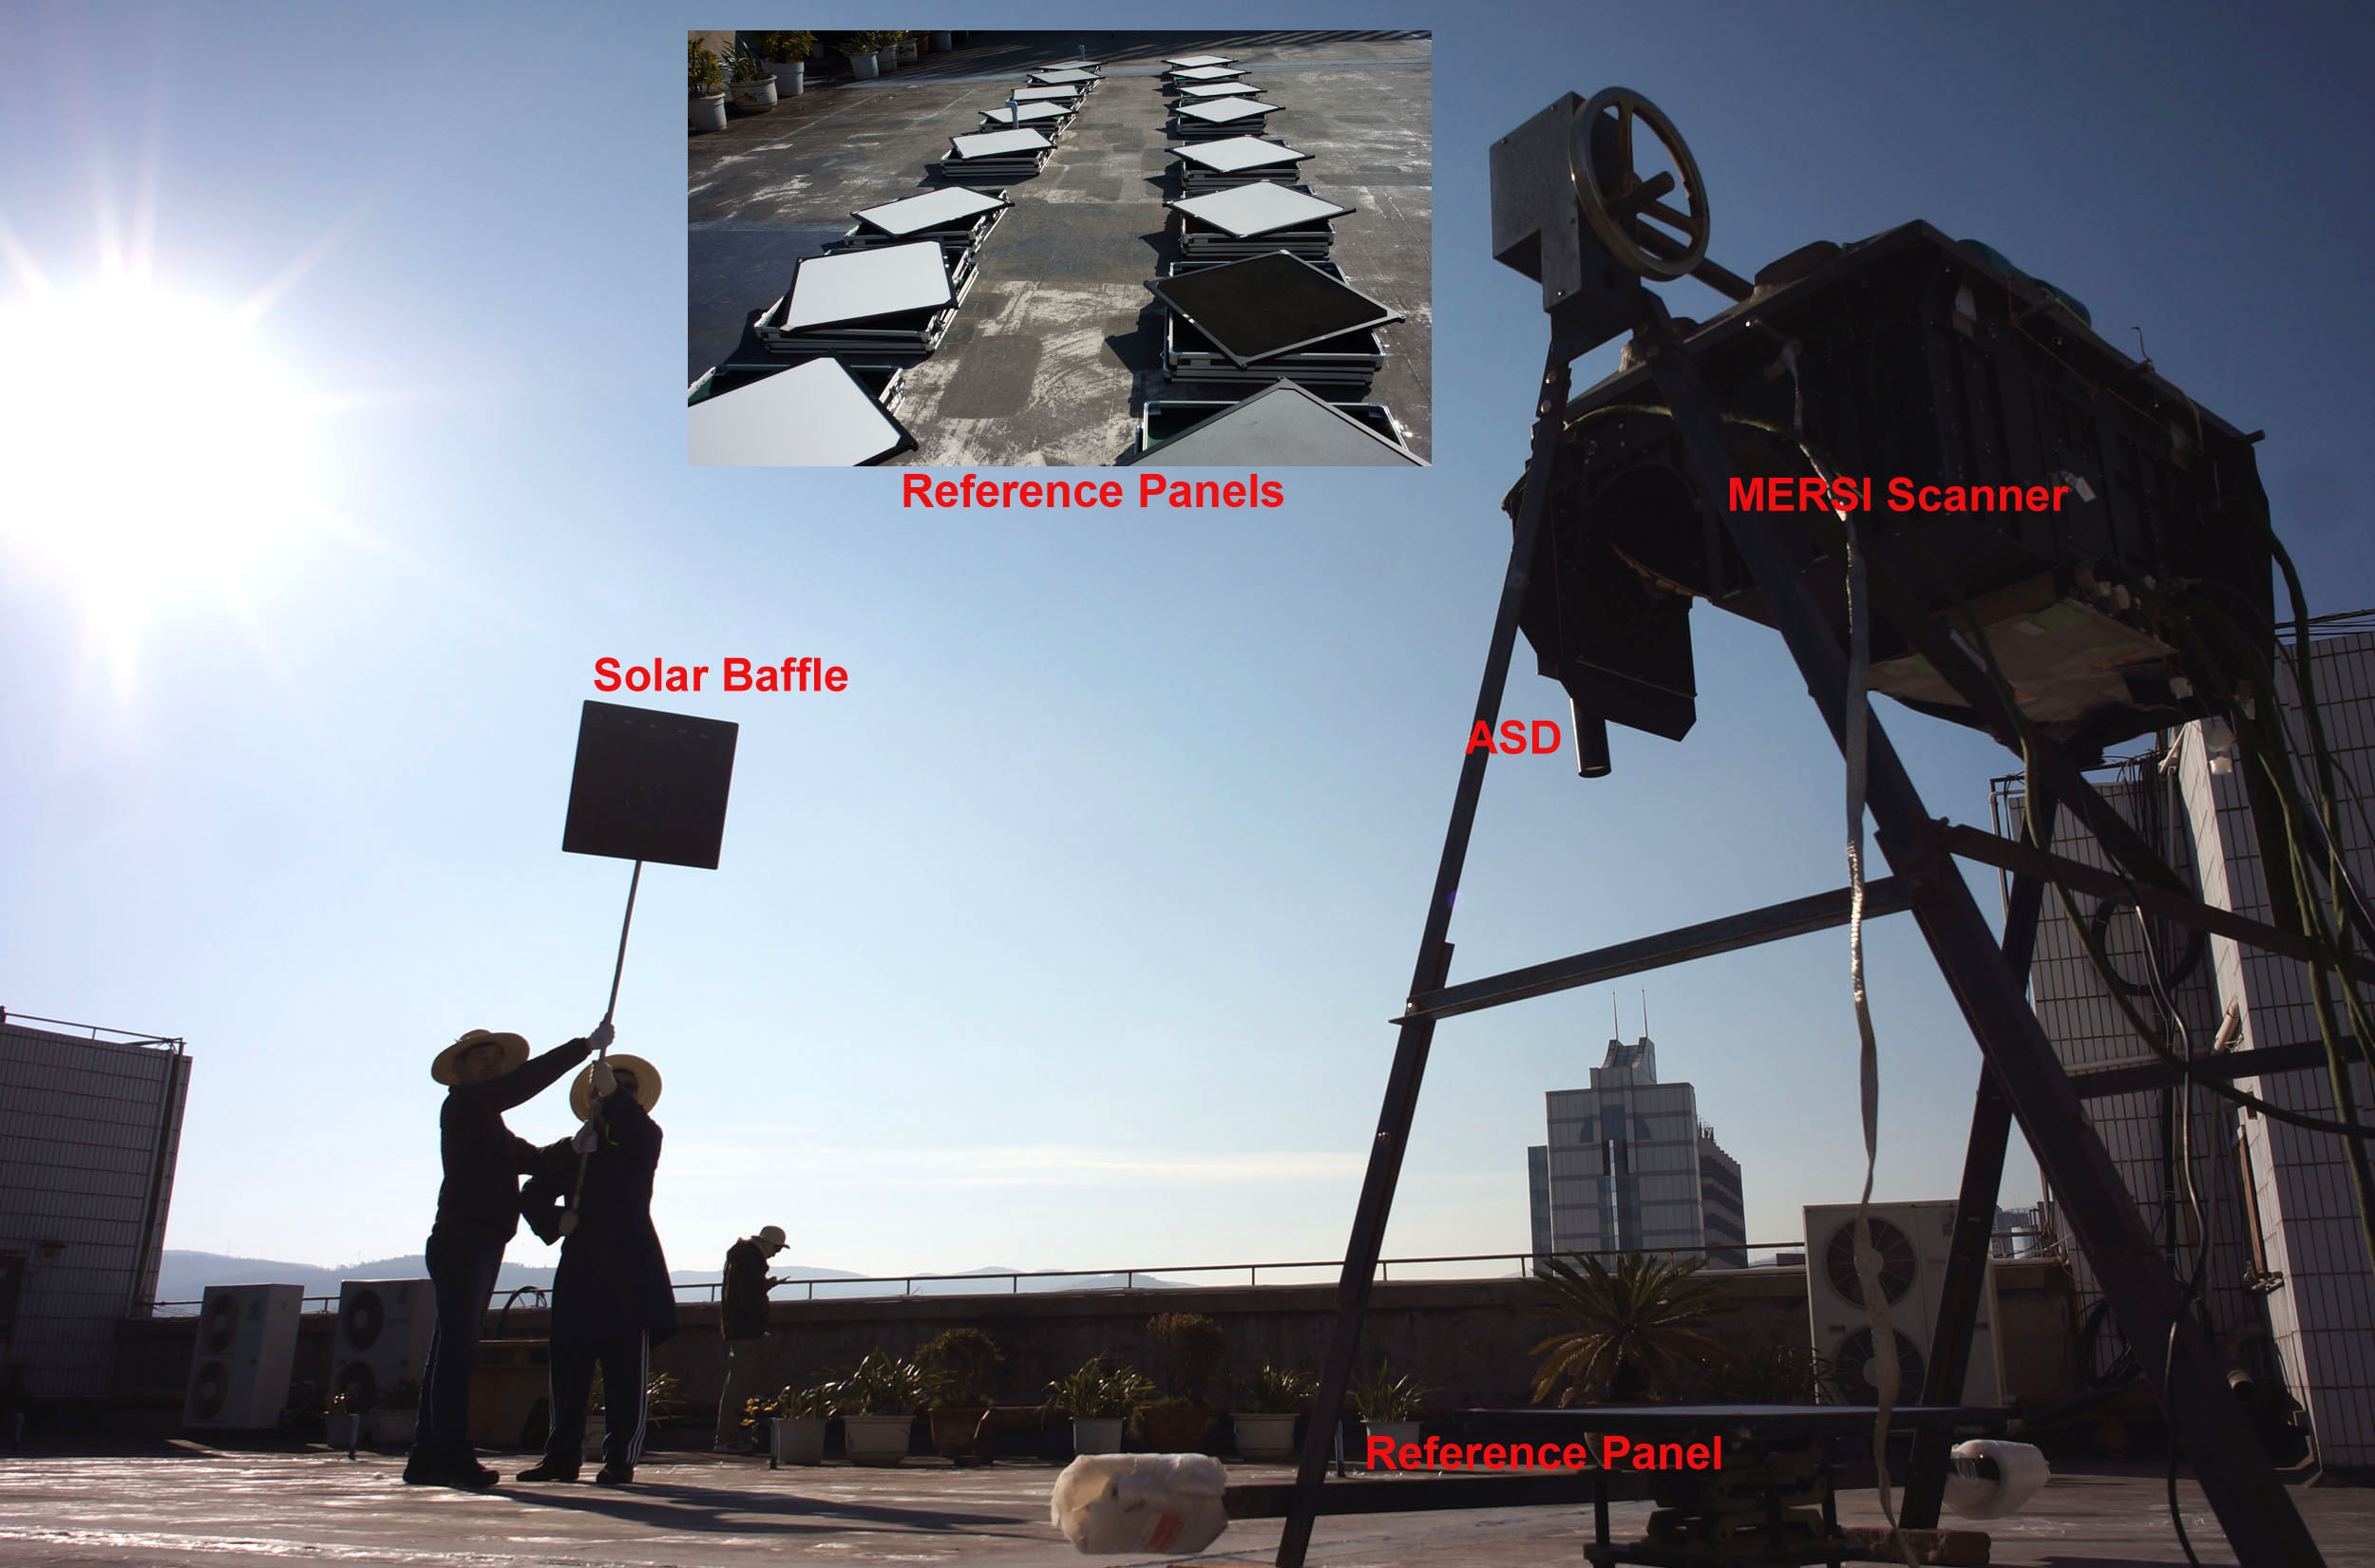 Reference Panels
MERSI Scanner
Solar Baffle
ASD
Reference Panel